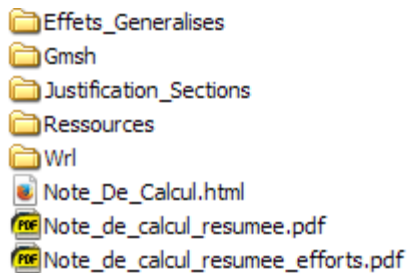 Effets_Generalises
Gmsh
Justification_Sections
Ressources
Wrl
Note_De_Calcul.html
Note_de_calcul_resumee.pdf
Note_de_calcul_resumee_efforts.pdf